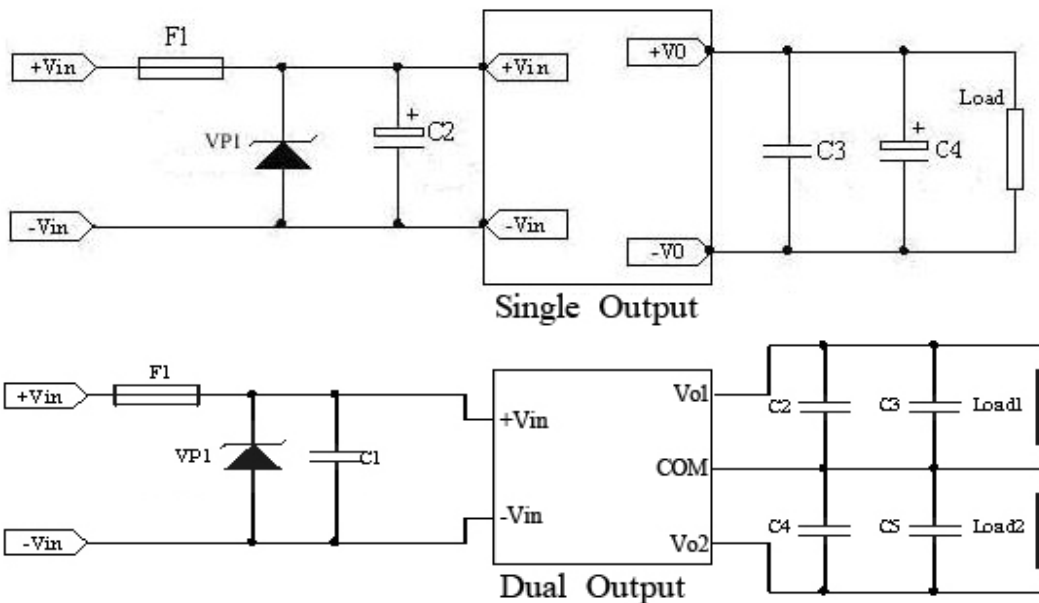 F1
+Vin
+Vin
+V0
Load
VP1
+
C2
C3
+
C4
-Vin
-Vin
-V0
Single Output
F1
+Vin
Vo1
+Vin
C2
C3
Load1
VP1
C1
COM
-Vin
C4
C5
Load2
-Vin
Vo2
Dual Output